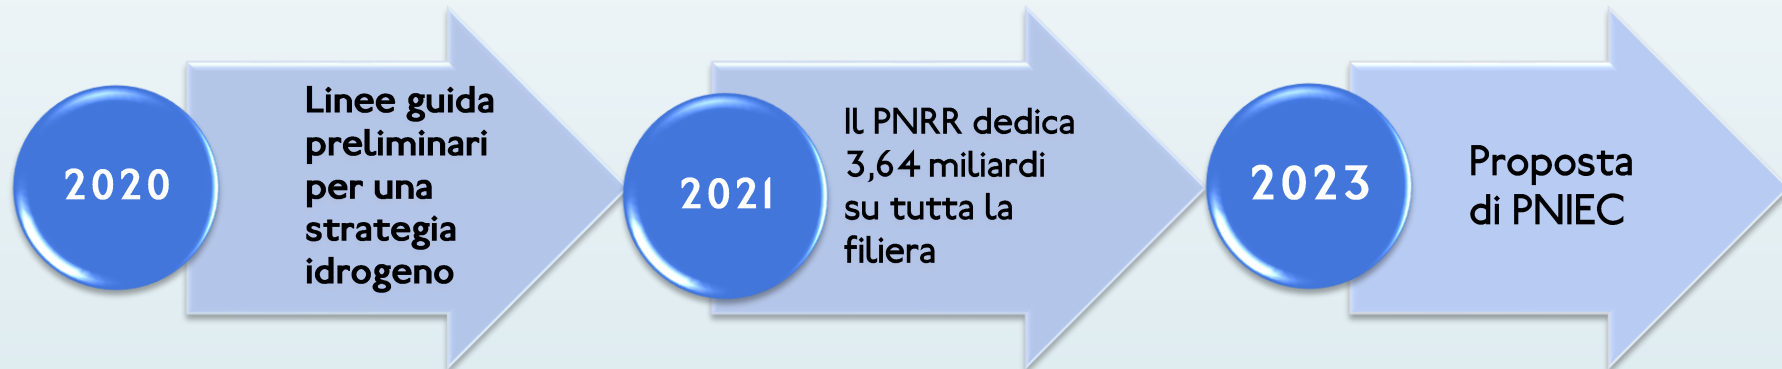 2020
Linee guida
preliminari
per una
strategia
idrogeno
2021
Il PNRR dedica
3,64 miliardi
su tutta la
filiera
2023
Proposta
di PNIEC